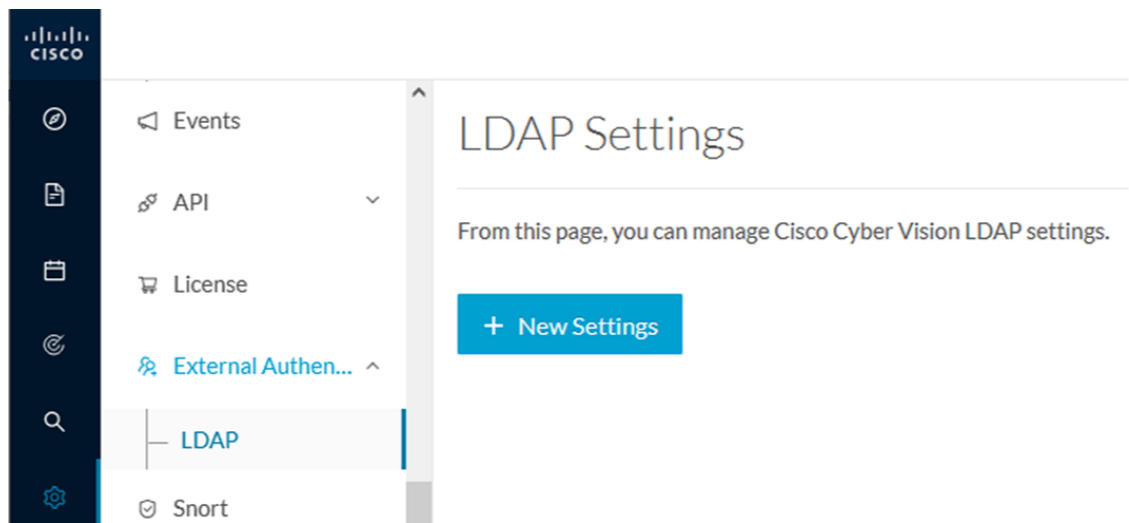 CISCO
Events
API
License
External Authen...
LDAP
Snort
LDAP Settings
From this page, you can manage Cisco Cyber Vision LDAP settings.
+ New Settings